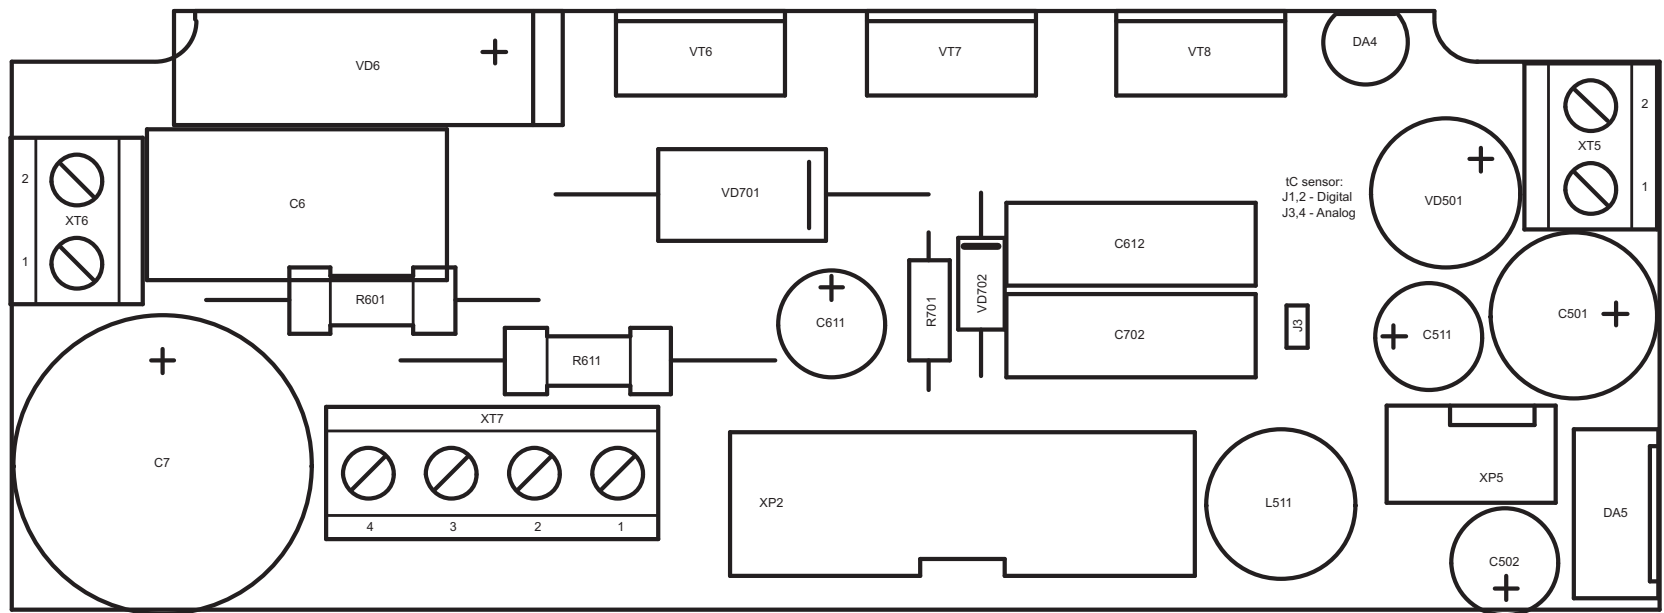 VD6
+
VT6
VT7
VT8
DA4
2
XT6
1
C6
VD701
tC sensor:
J1,2 - Digital
J3,4 - Analog
+
VD501
2
XT5
1
R601
+
C611
R701
VD702
C612
C702
J3
+
C511
C501
+
R611
+
C7
XT7
4 3 2 1
XP2
L511
XP5
DA5
C502
+